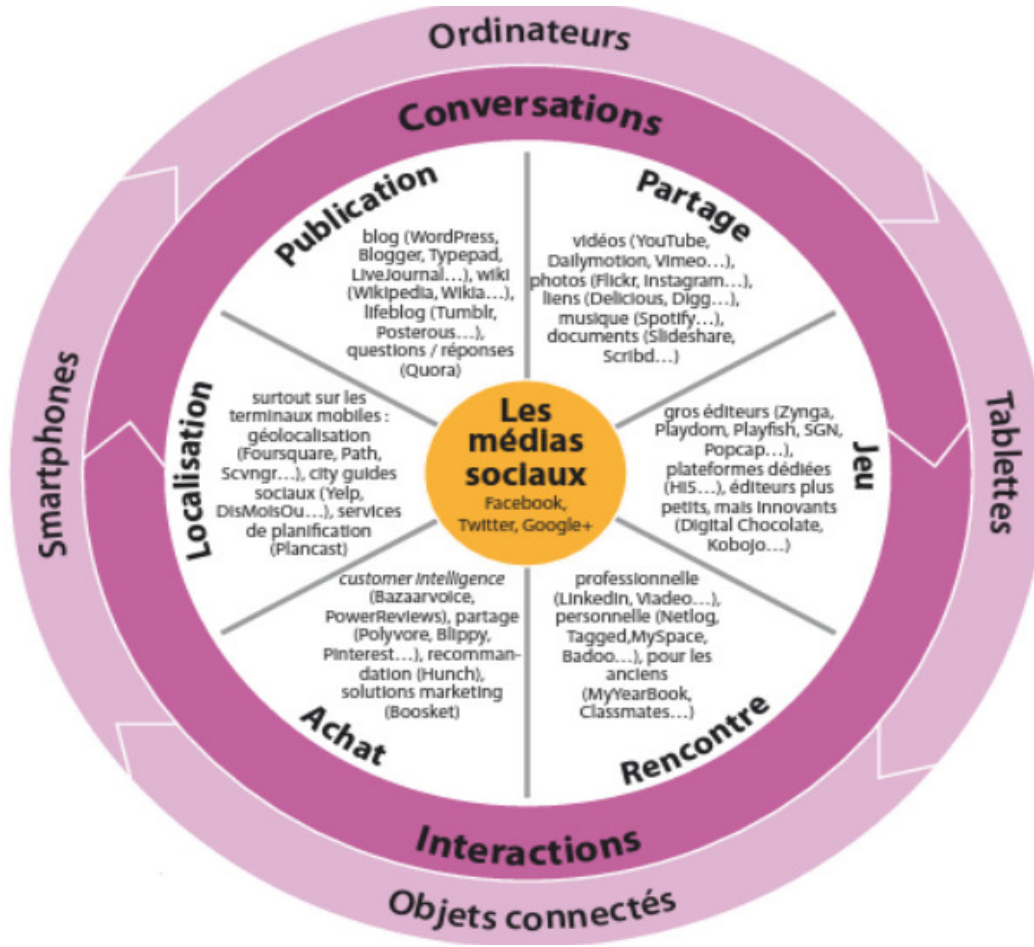 Ordinateurs
Conversations
Publication
blog (WordPress,
Blogger, Typepad,
LiveJournal…), wiki
(Wikipedia, Wikia…),
lifeblog (Tumblr,
Posterous…),
questions / réponses
(Quora)
Partage
vidéos (YouTube,
Dailymotion, Vimeo…),
photos (Flickr, Instagram…),
liens (Delicious, Digg…),
musique (Spotify…),
documents (Slideshare,
Scribd…)
Smartphones
Localisation
surtout sur les
terminaux mobiles :
géolocalisation
(Foursquare, Path,
Scvngr…), city guides
sociaux (Yelp,
DisMoisOu…), services
de planification
(Plancast)
Les
médias
sociaux
Facebook,
Twitter, Google+
gros éditeurs (Zynga,
Playdom, Playfish, SGN,
Popcap…),
plateformes dédiées
(Hi5…), éditeurs plus
petits, mais innovants
(Digital Chocolate,
Kobojo…)
Jeu
Tablettes
customer intelligence
(Bazaarvoice,
PowerReviews), partage
(Polyvore, Blippy,
Pinterest…), recomman-
dation (Hunch),
solutions marketing
(Boosket)
Achat
professionnelle
(LinkedIn, Viadeo…),
personnelle (Netlog,
Tagged,MySpace,
Badoo…), pour les
anciens
(MyYearBook,
Classmates…)
Rencontre
Interactions
Objets connectés